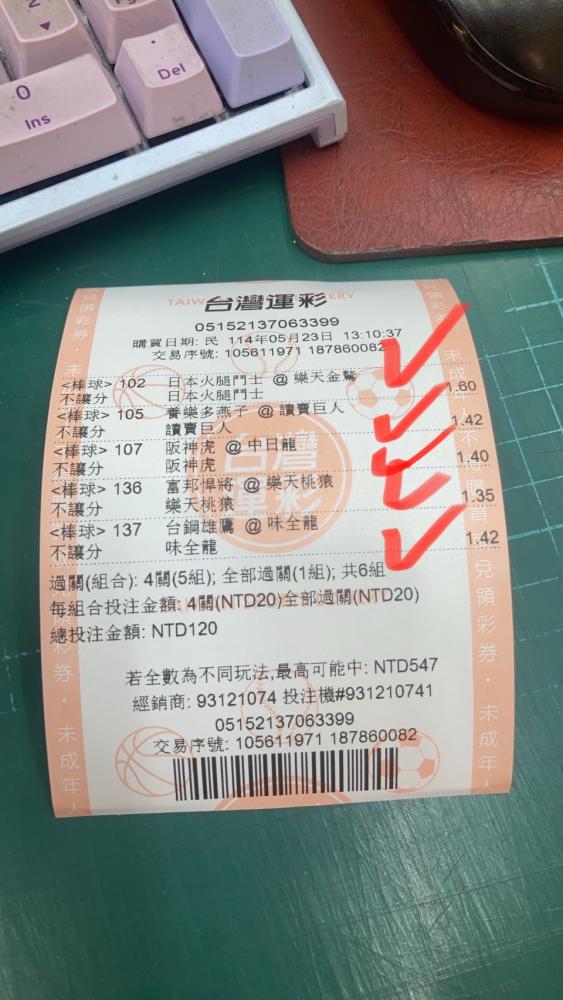 0
Ins
Del
台灣運彩
05152137063399
購買日期: 民 114年05月23日 13:10:37
交易序號: 105611971 187860082
<棒球> 102 日本火腿鬥士 @ 樂天金鷲
不讓分 日本火腿鬥士 1.60
<棒球> 105 養樂多燕子 @ 讀賣巨人
不讓分 讀賣巨人 1.42
<棒球> 107 阪神虎 @ 中日龍
不讓分 阪神虎 1.40
<棒球> 136 富邦悍將 @ 樂天桃猿
不讓分 樂天桃猿 1.35
<棒球> 137 台鋼雄鷹 @ 味全龍
不讓分 味全龍 1.42
過關(組合): 4關(5組); 全部過關(1組); 共6組
每組合投注金額: 4關(NTD20)全部過關(NTD20)
總投注金額: NTD120
若全數為不同玩法,最高可能中: NTD547
經銷商: 93121074 投注機#931210741
05152137063399
交易序號: 105611971 187860082